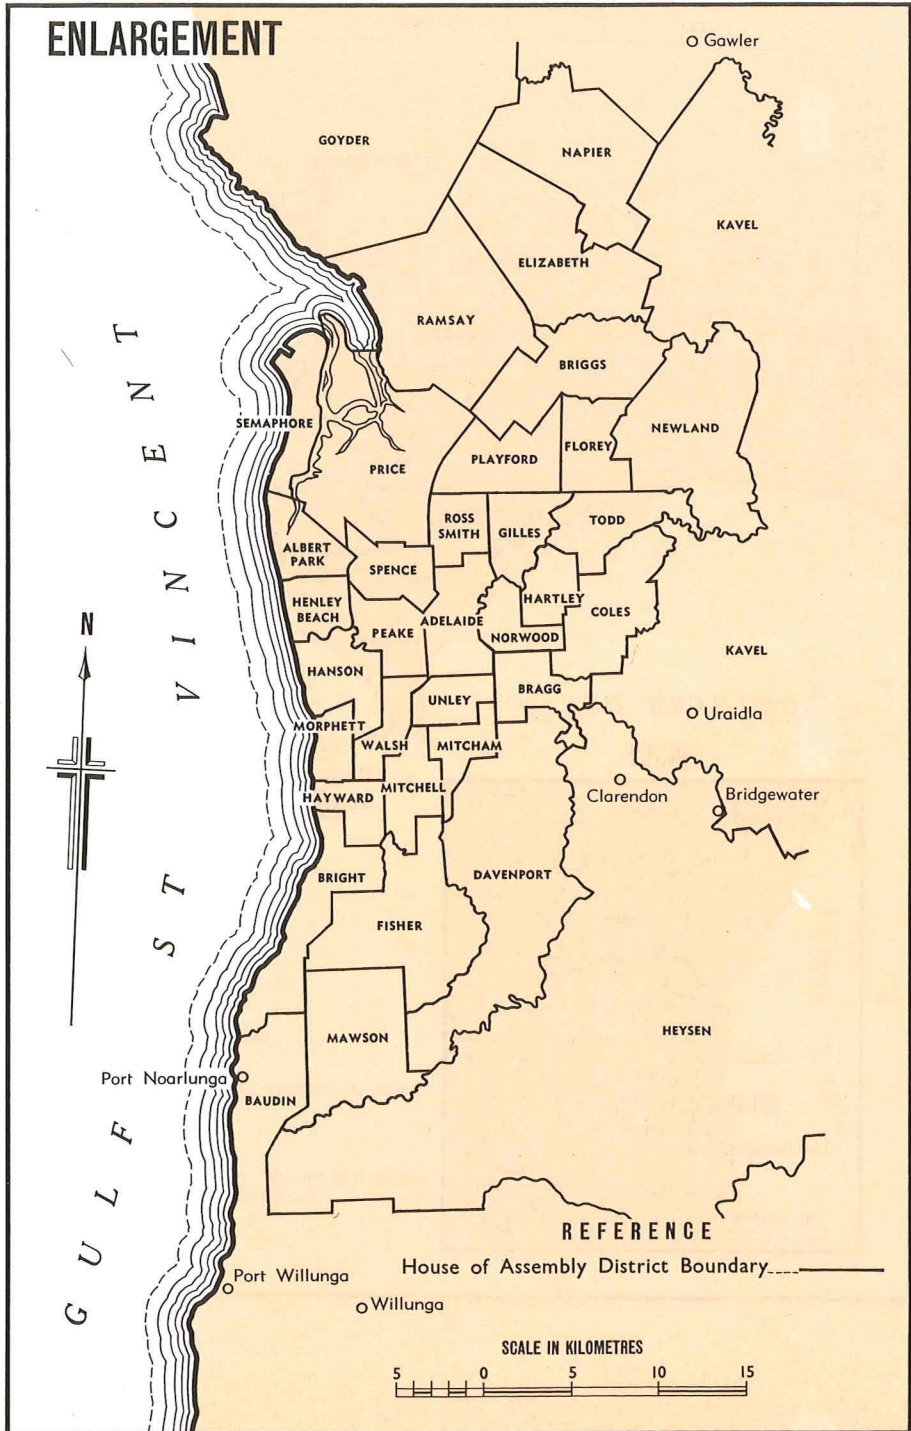 ENLARGEMENT
Gawler
GOYDER
NAPIER
KAVEL
ELIZABETH
RAMSAY
BRIGGS
SEMAPHORE
NEWLAND
FLOREY
PLAYFORD
PRICE
ROSS
SMITH
GILLES
TODD
ALBERT
PARK
SPENCE
HENLEY
BEACH
HARTLEY
COLES
ADELAIDE
PEAKE
NORWOOD
KAVEL
HANSON
BRAGG
UNLEY
Uraidla
MORPHETT
WALSH
MITCHAM
HAYWARD
MITCHELL
Clarendon
Bridgewater
BRIGHT
DAVENPORT
FISHER
HEYSEN
MAWSON
Port Noarlunga
BAUDIN
N
GULF ST VINCENT
REFERENCE
House of Assembly District Boundary
Port Willunga
Willunga
SCALE IN KILOMETRES
5 0 5 10 15